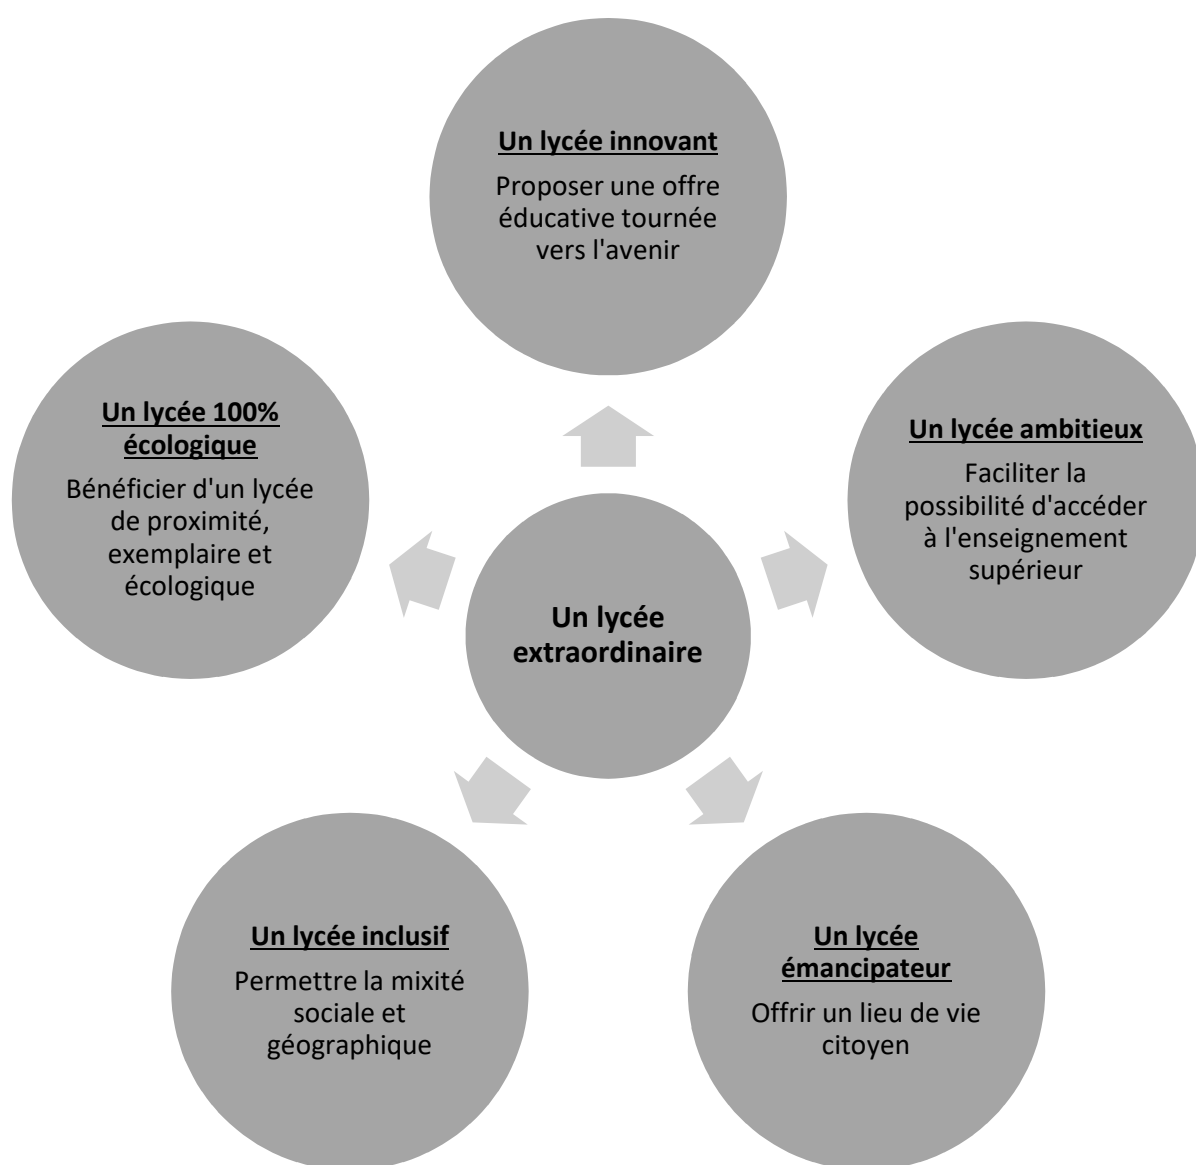 Un lycée innovant
Proposer une offre
éducative tournée
vers l'avenir
Un lycée 100%
écologique
Bénéficier d'un lycée
de proximité,
exemplaire et
écologique
Un lycée ambitieux
Faciliter la
possibilité d'accéder
à l'enseignement
supérieur
Un lycée
extraordinaire
Un lycée inclusif
Permettre la mixité
sociale et
géographique
Un lycée
émancipateur
Offrir un lieu de vie
citoyen